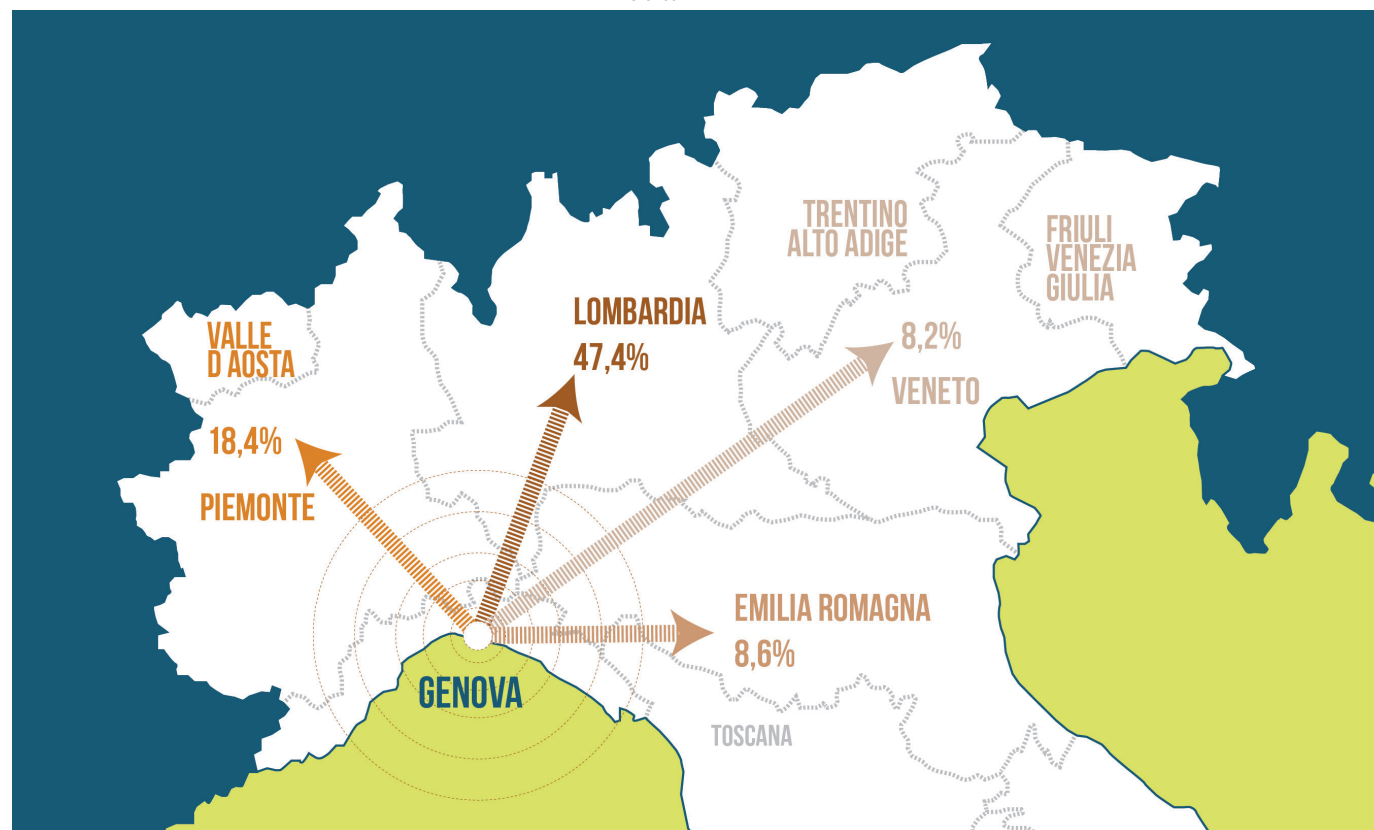 TRENTINO
ALTO ADIGE
FRIULI
VENEZIA
GIULIA
VALLE
D AOSTA
LOMBARDIA
47,4%
8,2%
VENETO
18,4%
PIEMONTE
EMILIA ROMAGNA
8,6%
GENOVA
TOSCANA